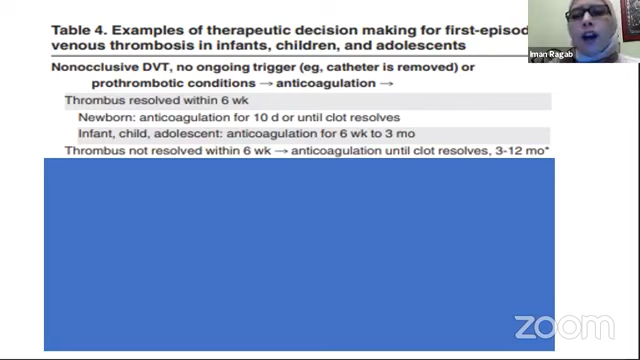 Table 4. Examples of therapeutic decision making for first-episod
venous thrombosis in infants, children, and adolescents
Iman Ragab
Nonocclusive DVT, no ongoing trigger (eg, catheter is removed) or
prothrombotic conditions → anticoagulation →
Thrombus resolved within 6 wk
Newborn: anticoagulation for 10 d or until clot resolves
Infant, child, adolescent: anticoagulation for 6 wk to 3 mo
Thrombus not resolved within 6 wk → anticoagulation until clot resolves, 3-12 mo*
zoom